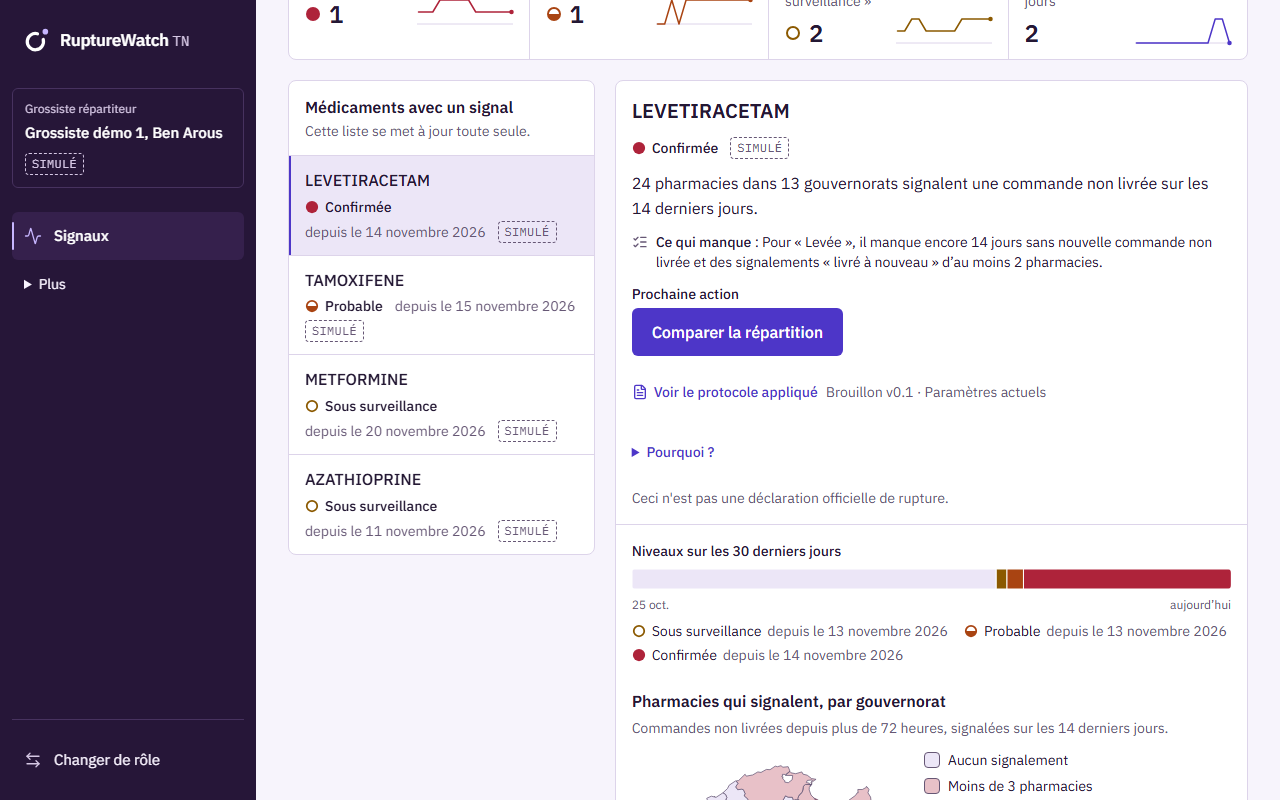 RuptureWatch TN
Grossiste répartiteur
Grossiste démo 1, Ben Arous
SIMULÉ
Signaux
Plus
Changer de rôle
1
1
surveillance »
2
jours
2
Médicaments avec un signal
Cette liste se met à jour toute seule.
LEVETIRACETAM
Confirmée
depuis le 14 novembre 2026 SIMULÉ
TAMOXIFENE
Probable depuis le 15 novembre 2026
SIMULÉ
METFORMINE
Sous surveillance
depuis le 20 novembre 2026 SIMULÉ
AZATHIOPRINE
Sous surveillance
depuis le 11 novembre 2026 SIMULÉ
LEVETIRACETAM
Confirmée SIMULÉ
24 pharmacies dans 13 gouvernorats signalent une commande non livrée sur les
14 derniers jours.
Ce qui manque : Pour « Levée », il manque encore 14 jours sans nouvelle commande non
livrée et des signalements « livré à nouveau » d’au moins 2 pharmacies.
Prochaine action
Comparer la répartition
Voir le protocole appliqué Brouillon v0.1 · Paramètres actuels
Pourquoi ?
Ceci n'est pas une déclaration officielle de rupture.
Niveaux sur les 30 derniers jours
25 oct. aujourd’hui
Sous surveillance depuis le 13 novembre 2026 Probable depuis le 13 novembre 2026
Confirmée depuis le 14 novembre 2026
Pharmacies qui signalent, par gouvernorat
Commandes non livrées depuis plus de 72 heures, signalées sur les 14 derniers jours.
Aucun signalement
Moins de 3 pharmacies